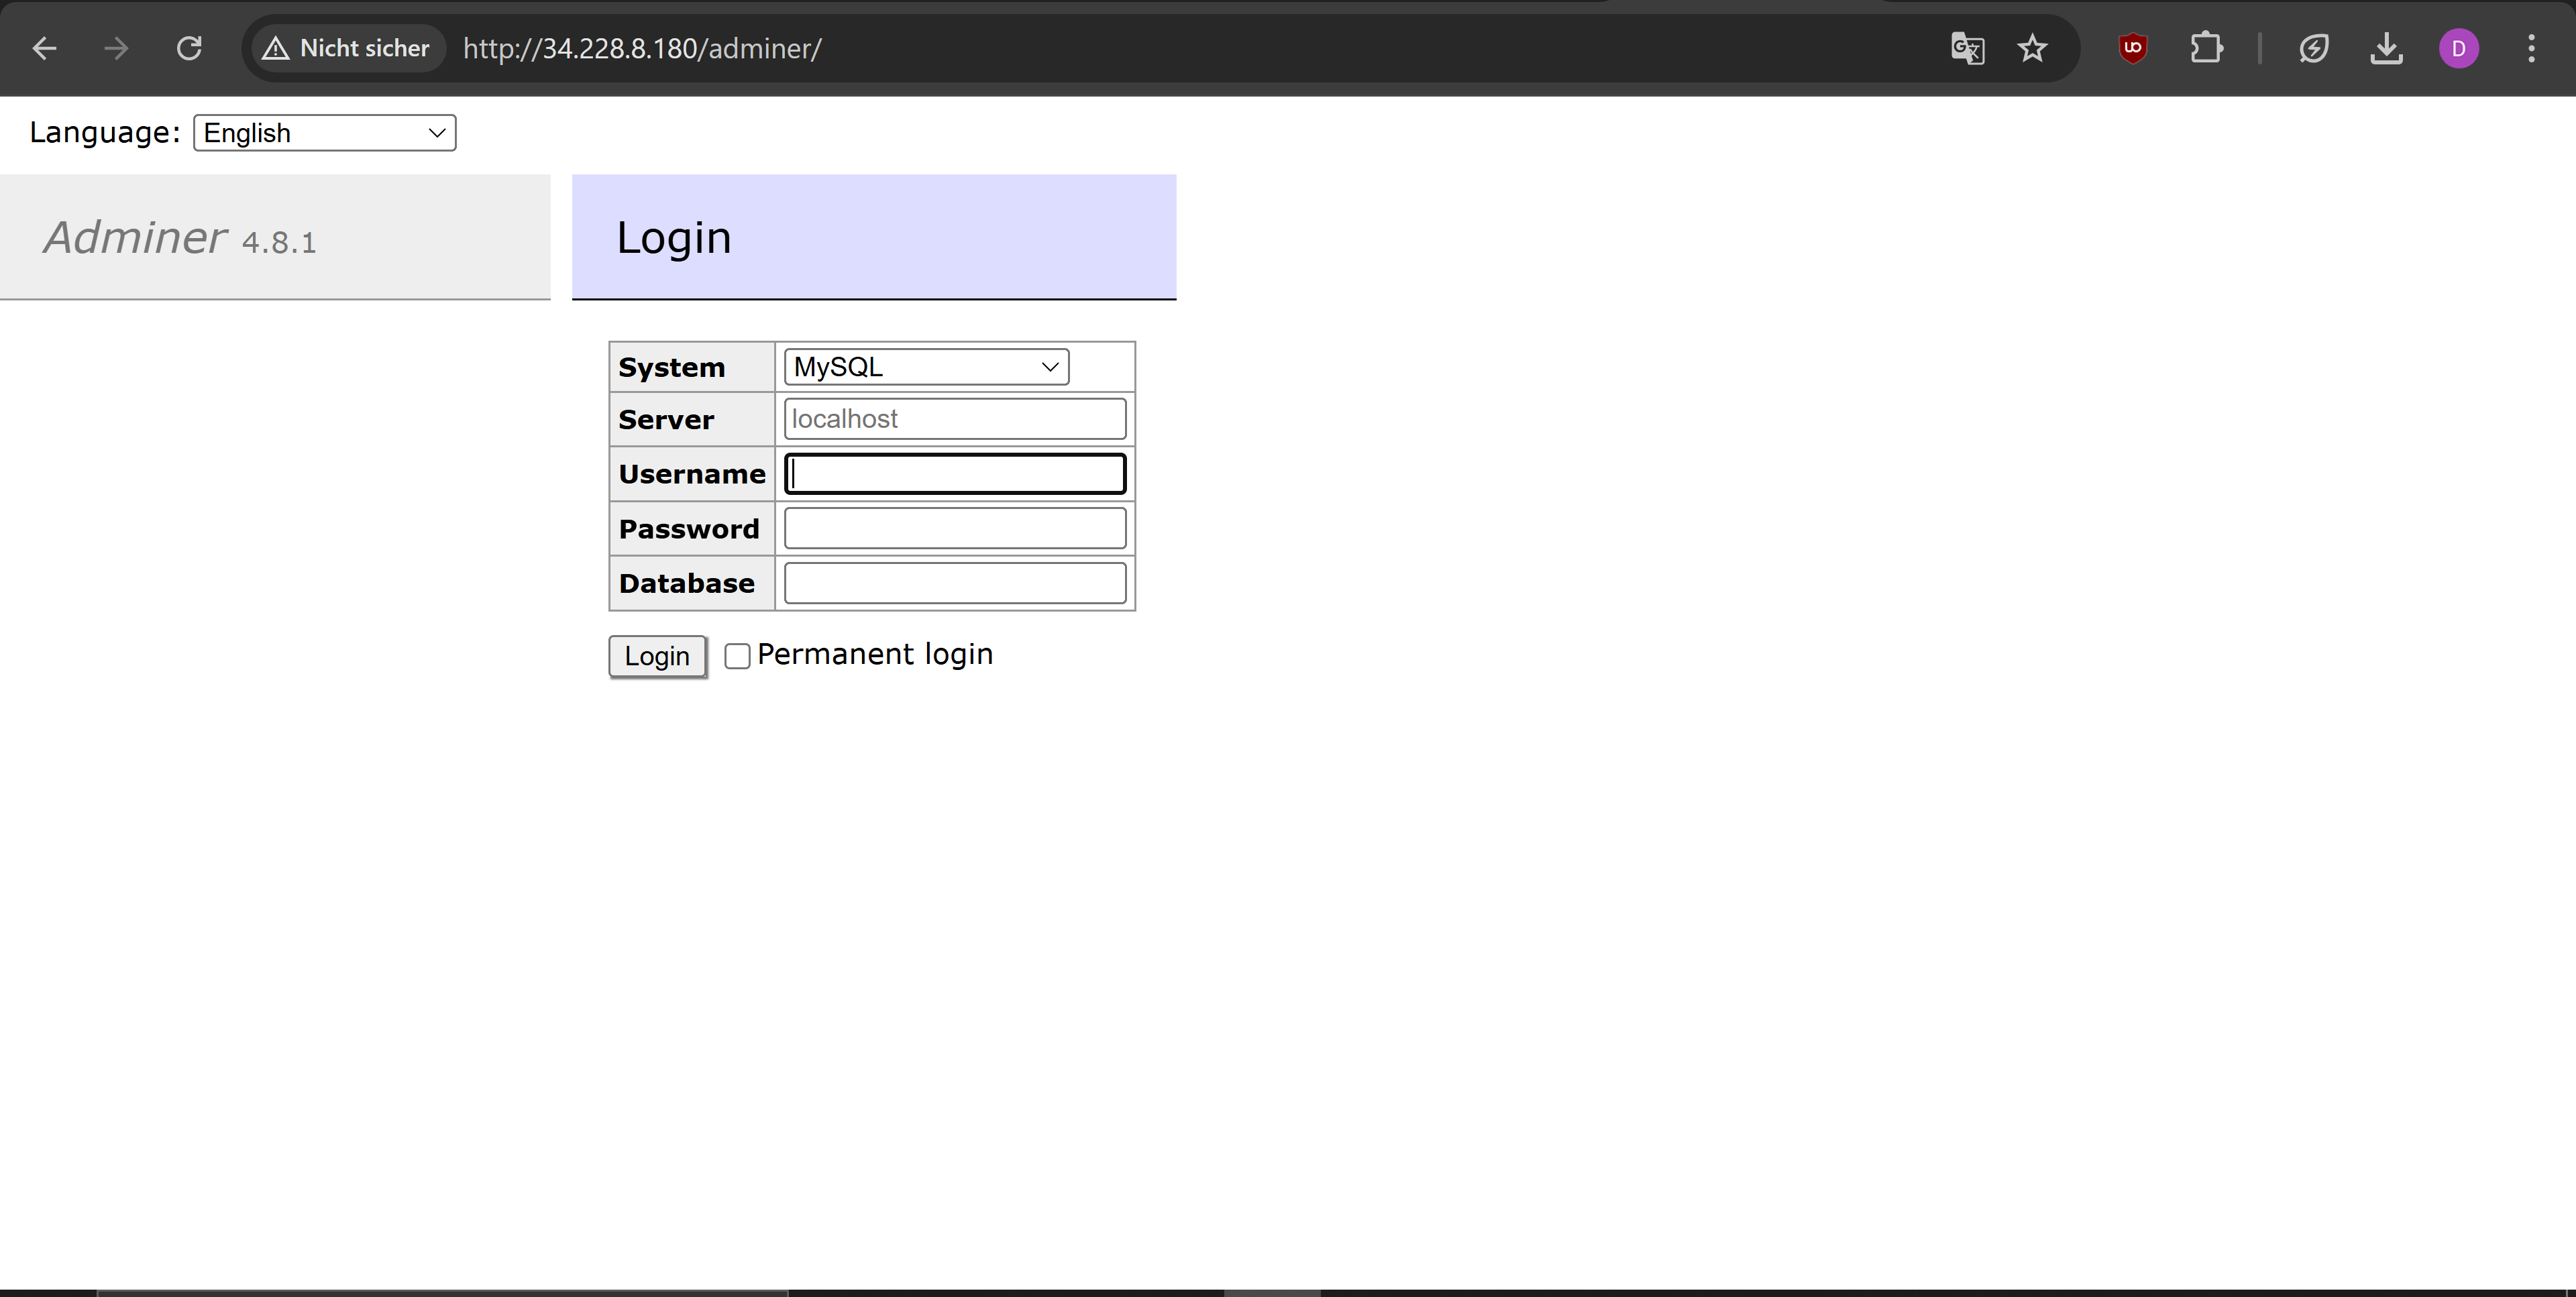 Nicht sicher http://34.228.8.180/adminer/
D
Language: English
Adminer 4.8.1
Login
System MySQL
Server localhost
Username
Password
Database
Login Permanent login